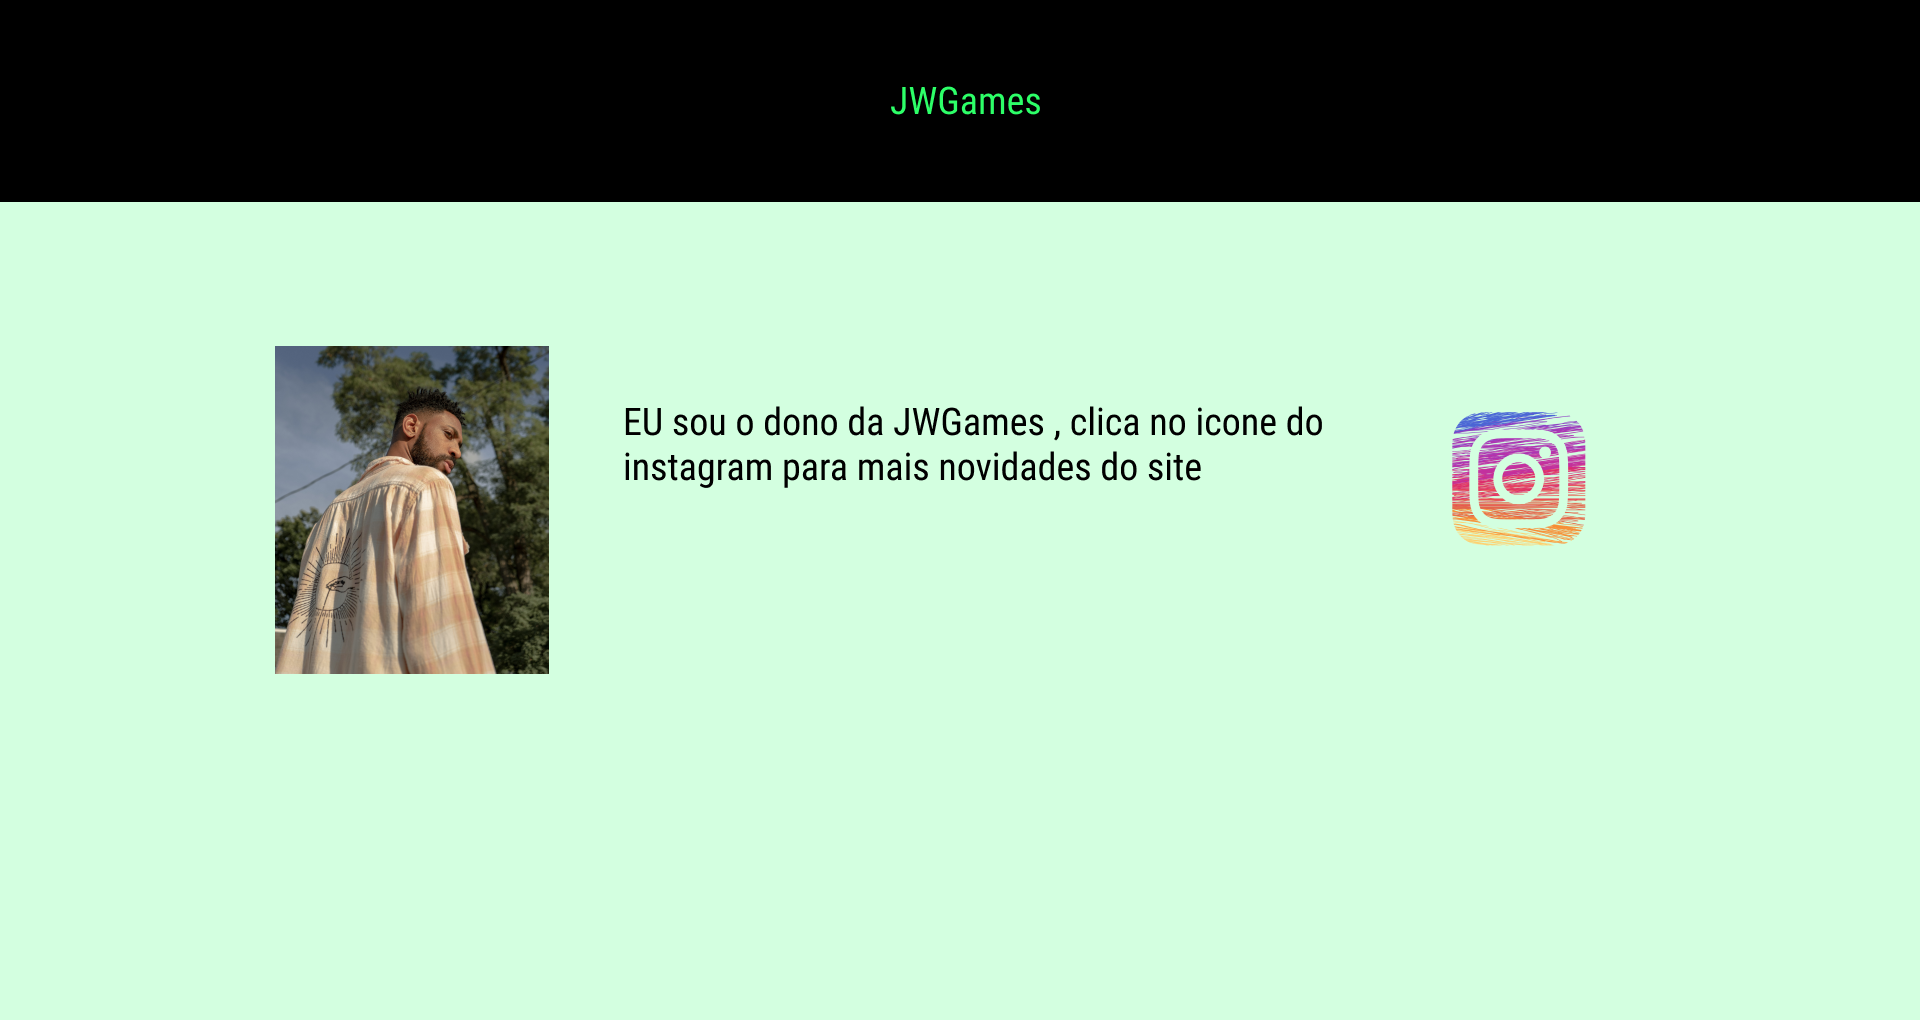 JWGames
EU sou o dono da JWGames , clica no icone do
instagram para mais novidades do site